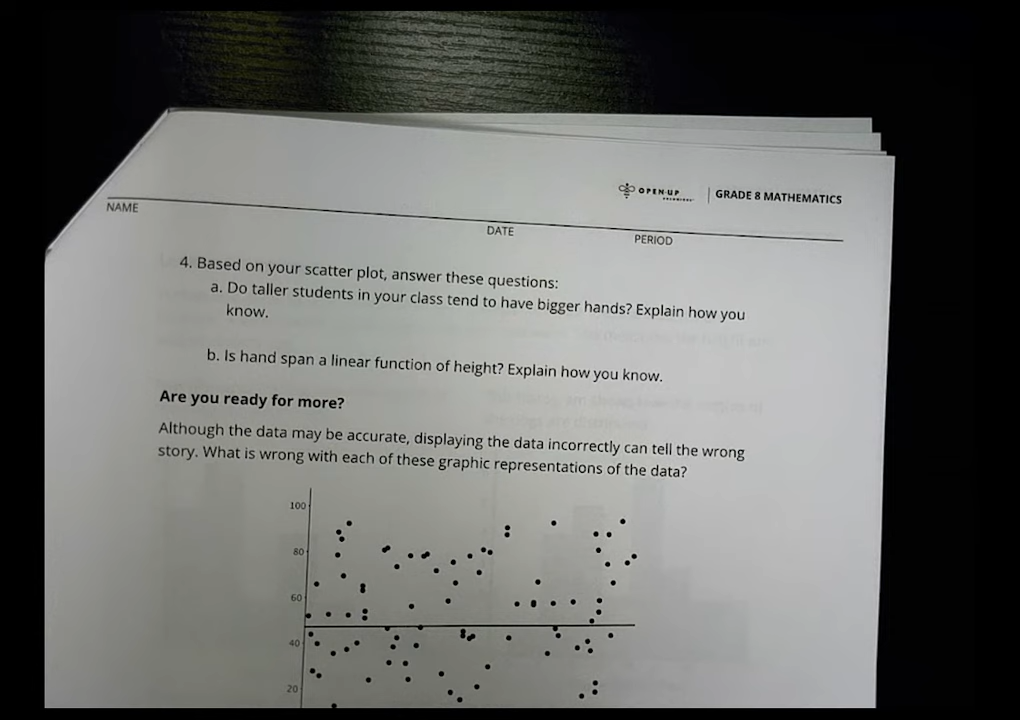 OPEN·UP | GRADE 8 MATHEMATICS
NAME DATE PERIOD
4. Based on your scatter plot, answer these questions:
a. Do taller students in your class tend to have bigger hands? Explain how you
know.
b. Is hand span a linear function of height? Explain how you know.
Are you ready for more?
Although the data may be accurate, displaying the data incorrectly can tell the wrong
story. What is wrong with each of these graphic representations of the data?
100
80
60
40
20